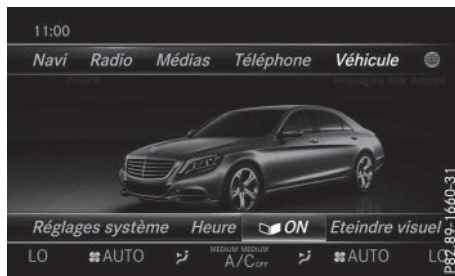 11:00
Navi Radio Médias Téléphone Véhicule
Réglages système Heure ON Eteindre visuel
LO AUTO MEDIUM MEDIUM A/C OFF AUTO LO
P82.89-1660-31